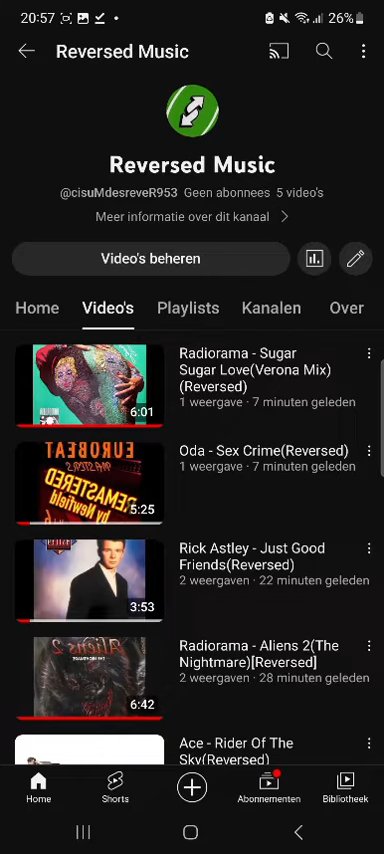 20:57 26%
Reversed Music
Reversed Music
@cisuMdesreveR953 Geen abonnees 5 video's
Meer informatie over dit kanaal
Video's beheren
Home Video's Playlists Kanalen Over
Radiorama - Sugar
Sugar Love(Verona Mix)
(Reversed)
1 weergave · 7 minuten geleden
6:01
EUROBEAT
MASTERS
REMASTERED
by Newfield
5:25
Oda - Sex Crime(Reversed)
1 weergave · 7 minuten geleden
Rick Astley - Just Good
Friends(Reversed)
2 weergaven · 22 minuten geleden
3:53
Aliens 2
6:42
Radiorama - Aliens 2(The
Nightmare)[Reversed]
2 weergaven · 28 minuten geleden
Ace - Rider Of The
Sky(Reversed)
Home Shorts Abonnementen Bibliotheek